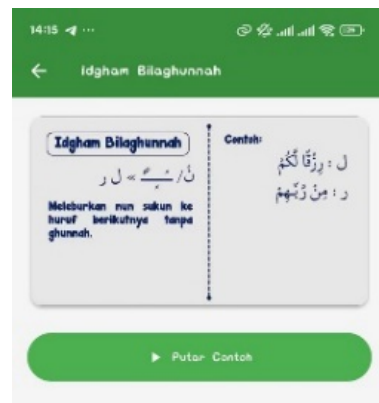 14:15
Idgham Bilaghunnah
Idgham Bilaghunnah
نْ/ ـًـٍـٌ » ل ر
Meleburkan nun sukun ke
huruf berikutnya tanpa
ghunnah.
Contoh:
ل : رِزْقًا لَّكُمْ
ر : مِنْ رَّبِّهِمْ
Putar Contoh